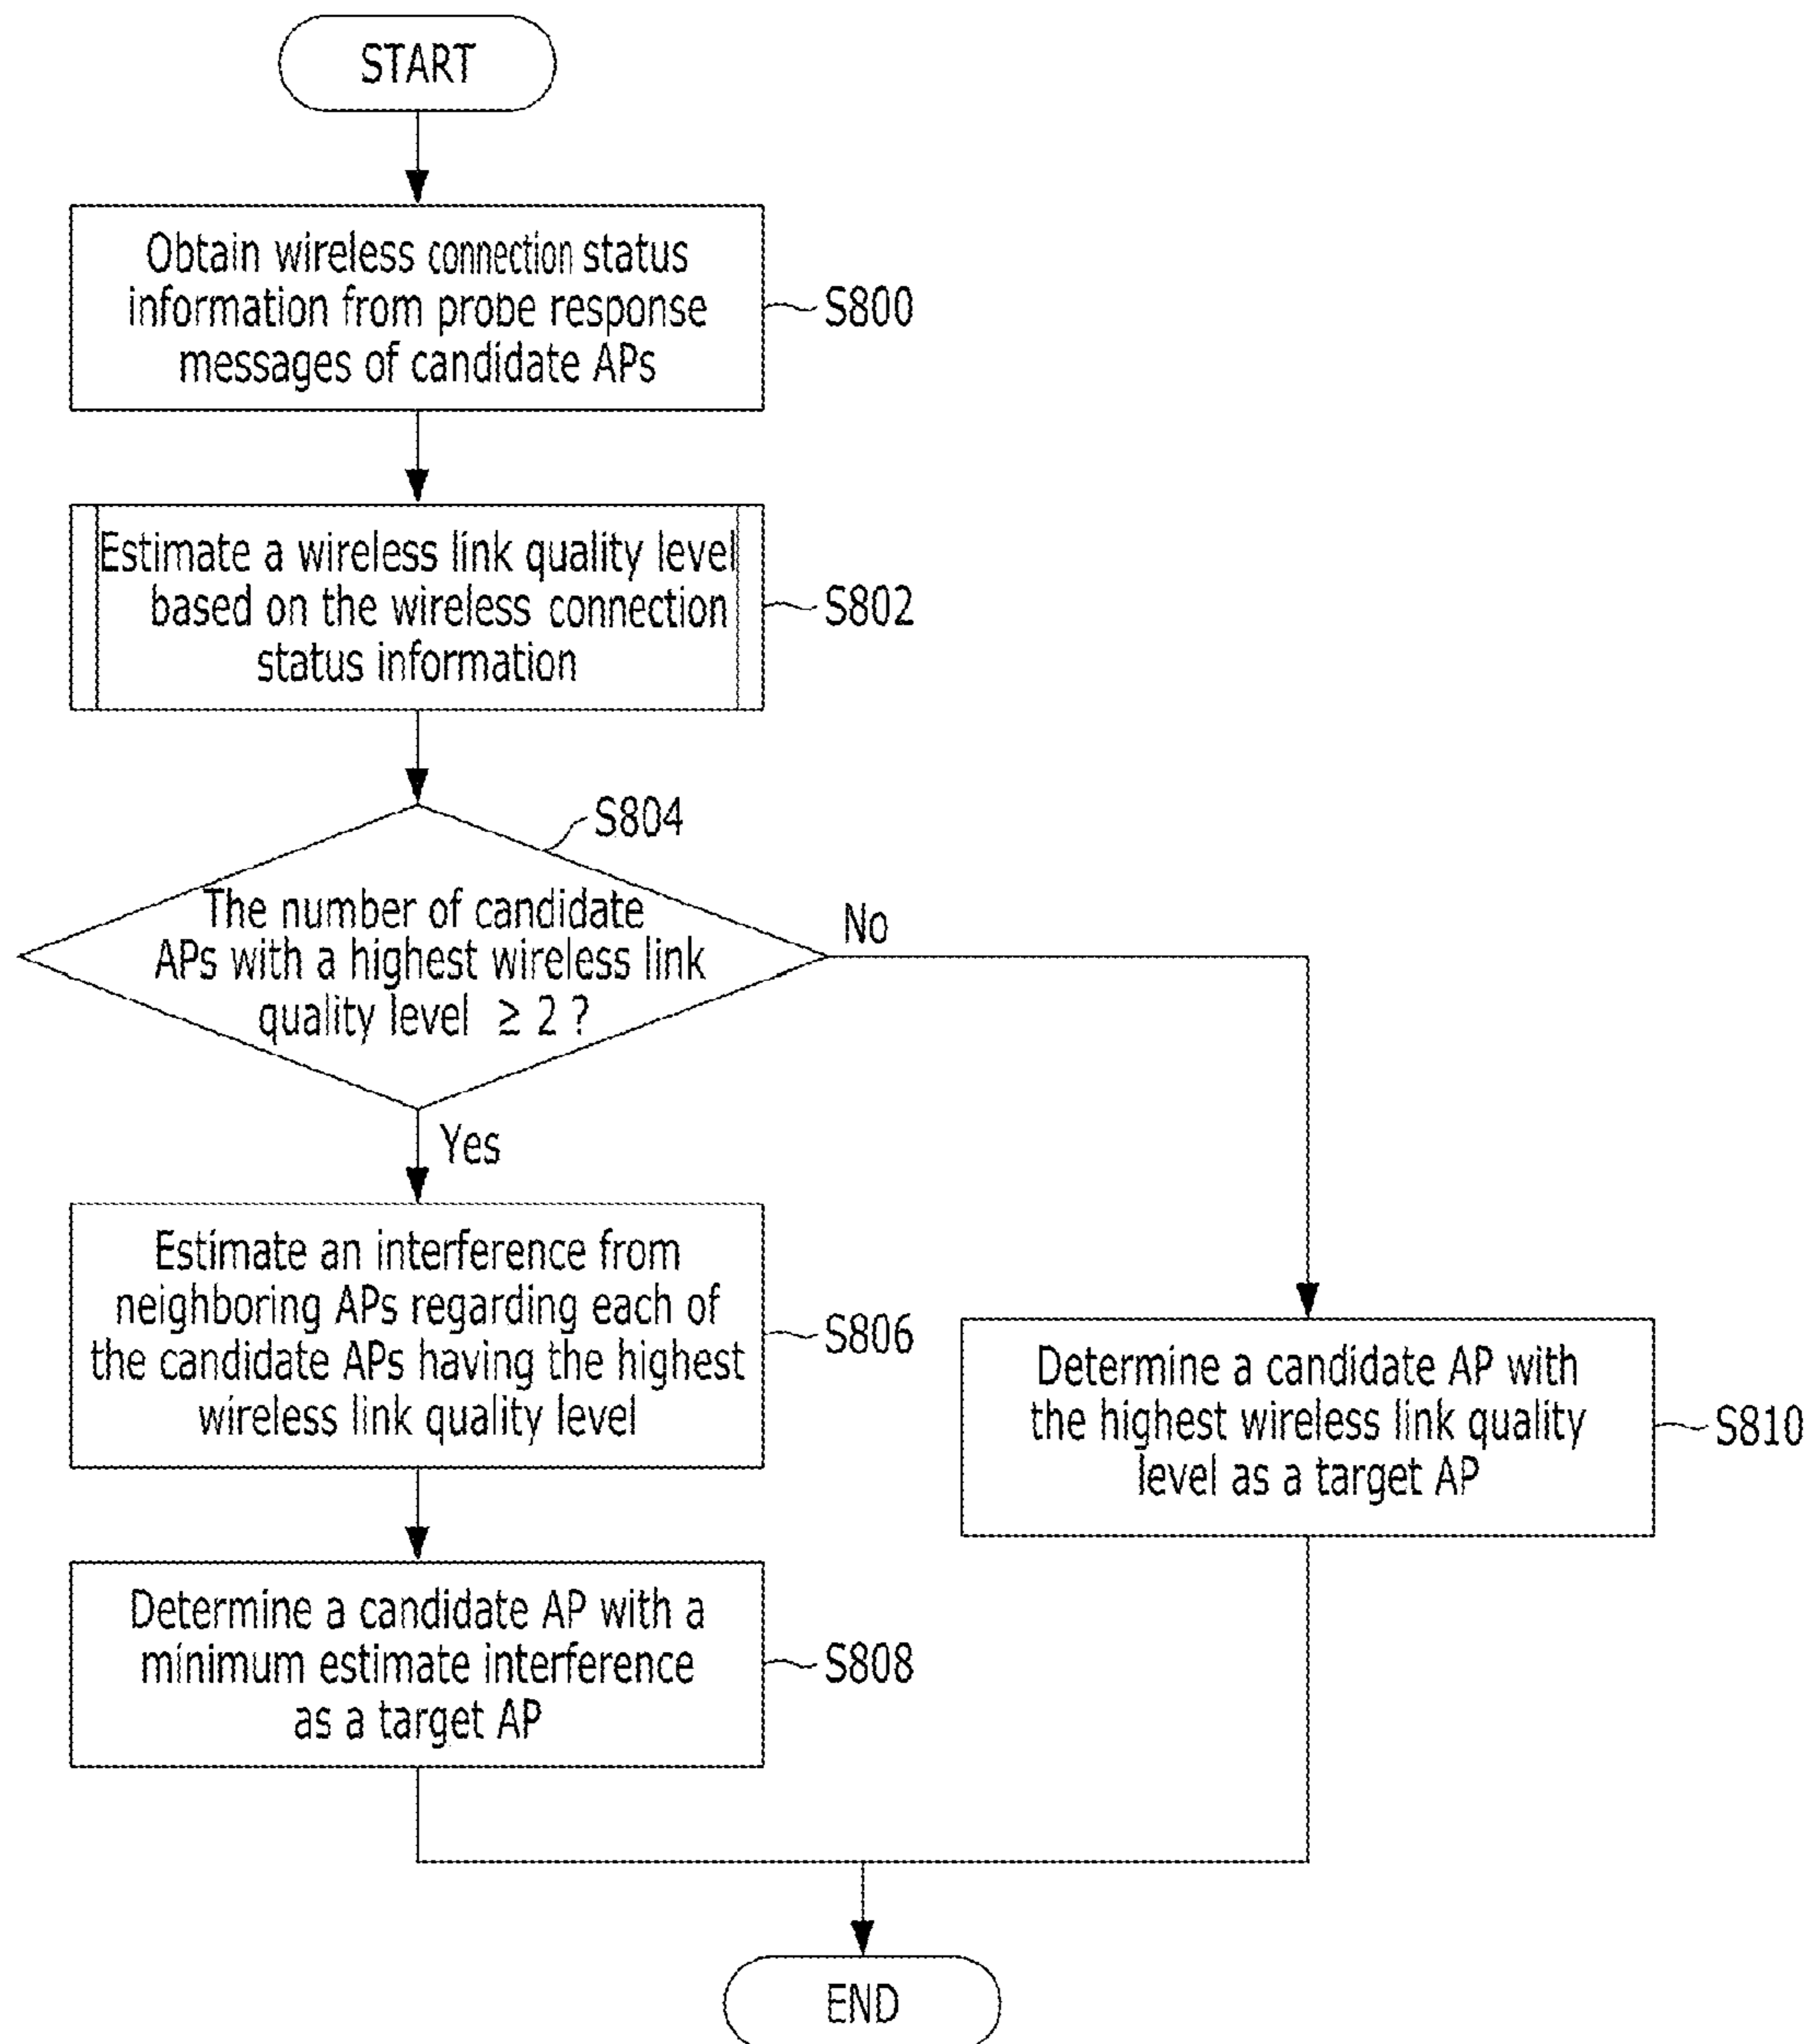 START
Obtain wireless connection status
information from probe response
messages of candidate APs
S800
Estimate a wireless link quality level
based on the wireless connection
status information
S802
S804
The number of candidate
APs with a highest wireless link
quality level ≥ 2 ?
No
Yes
Estimate an interference from
neighboring APs regarding each of
the candidate APs having the highest
wireless link quality level
S806
Determine a candidate AP with
the highest wireless link quality
level as a target AP
S810
Determine a candidate AP with a
minimum estimate interference
as a target AP
S808
END